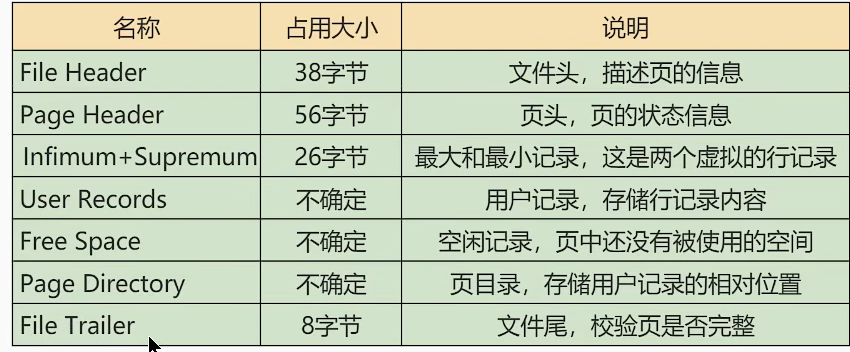 名称 占用大小 说明
File Header 38字节 文件头，描述页的信息
Page Header 56字节 页头，页的状态信息
Infimum+Supremum 26字节 最大和最小记录，这是两个虚拟的行记录
User Records 不确定 用户记录，存储行记录内容
Free Space 不确定 空闲记录，页中还没有被使用的空间
Page Directory 不确定 页目录，存储用户记录的相对位置
File Trailer 8字节 文件尾，校验页是否完整